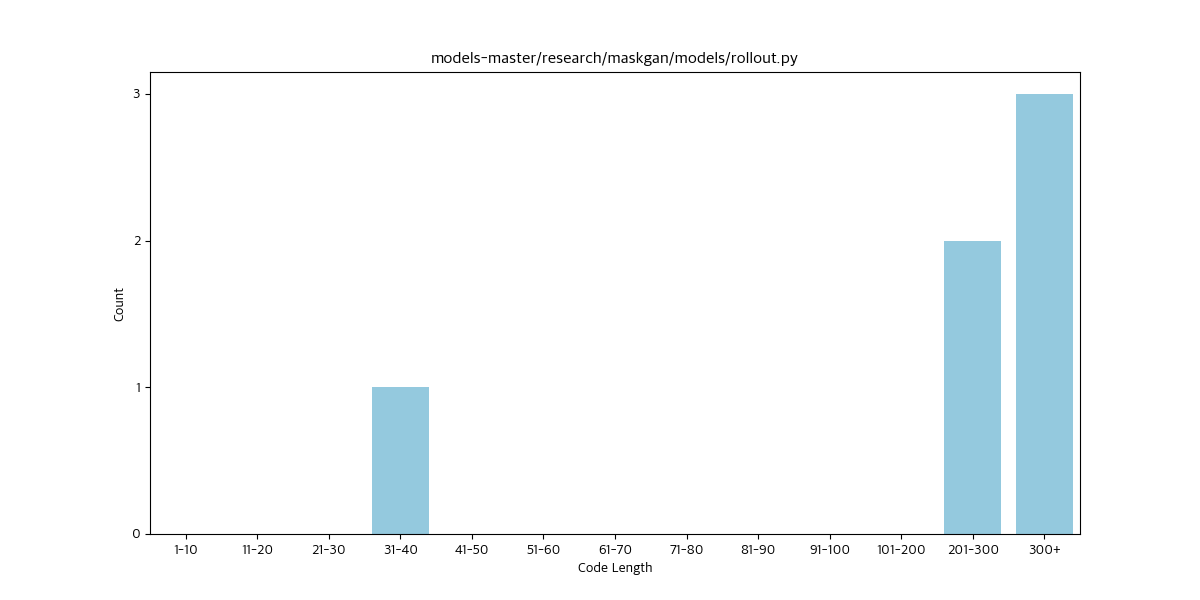 models-master/research/maskgan/models/rollout.py
3
2
1
0
Count
1-10 11-20 21-30 31-40 41-50 51-60 61-70 71-80 81-90 91-100 101-200 201-300 300+
Code Length